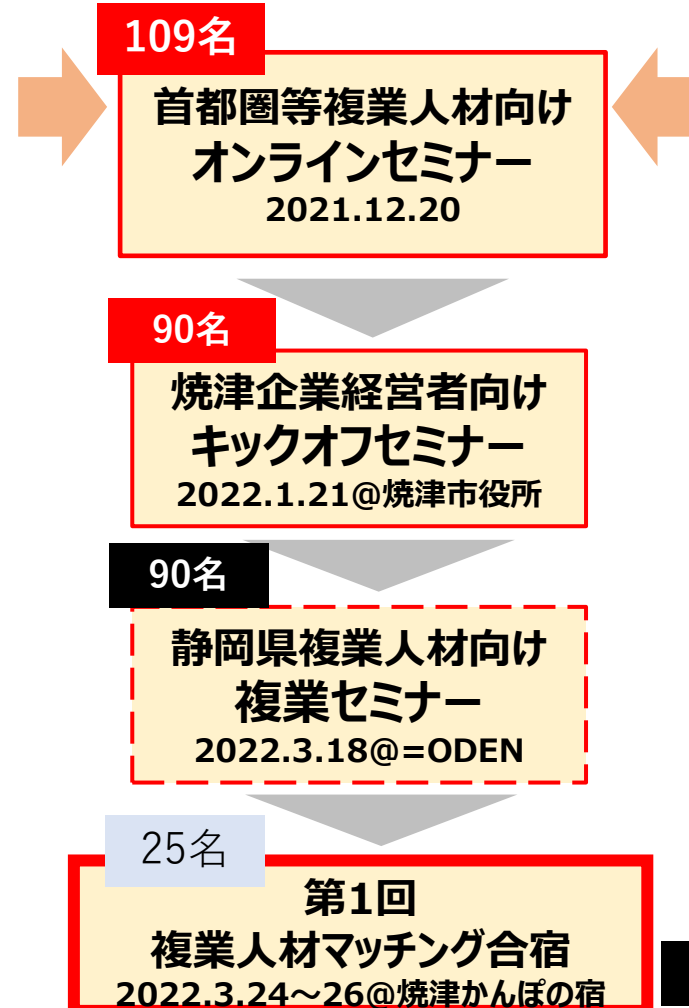 109名
首都圏等複業人材向け
オンラインセミナー
2021.12.20
90名
焼津企業経営者向け
キックオフセミナー
2022.1.21@焼津市役所
90名
静岡県複業人材向け
複業セミナー
2022.3.18@=ODEN
25名
第1回
複業人材マッチング合宿
2022.3.24～26@焼津かんぽの宿